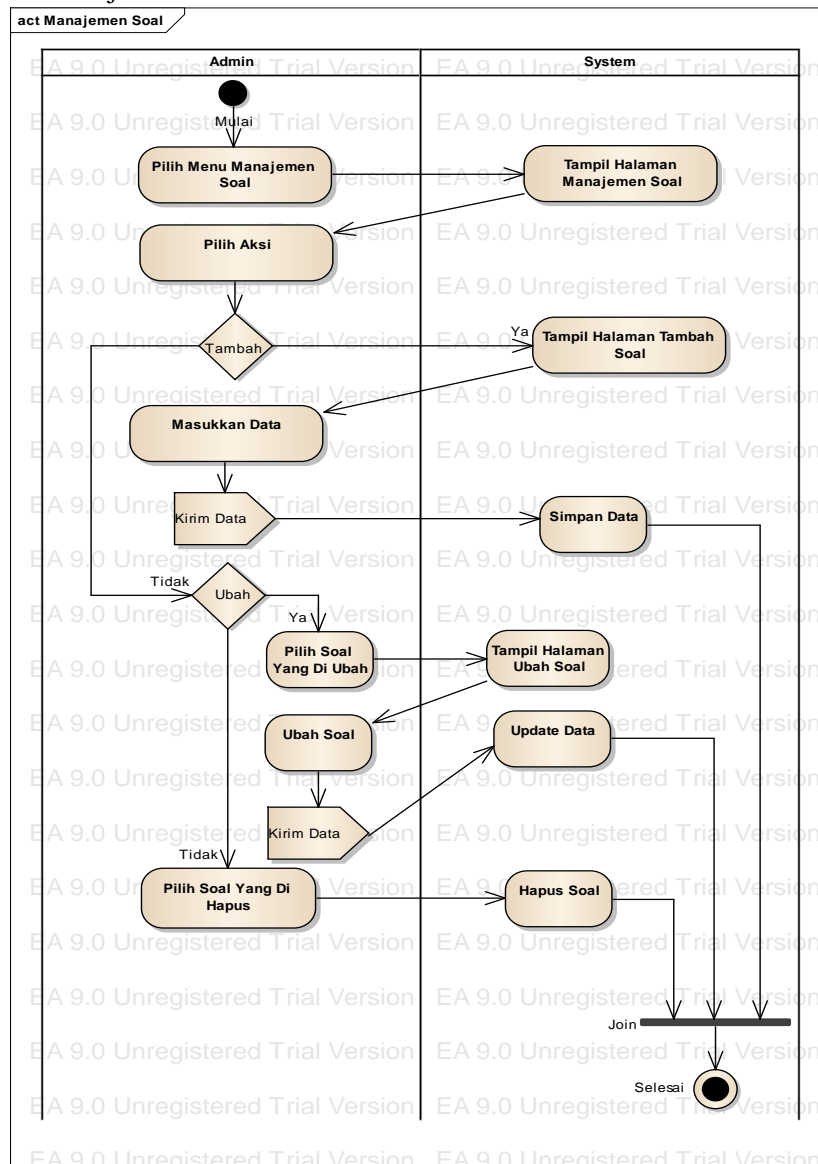 act Manajemen Soal
Admin
System
Mulai
Pilih Menu Manajemen
Soal
Tampil Halaman
Manajemen Soal
Pilih Aksi
Tambah
Ya
Tampil Halaman Tambah
Soal
Masukkan Data
Kirim Data
Simpan Data
Tidak
Ubah
Ya
Pilih Soal
Yang Di Ubah
Tampil Halaman
Ubah Soal
Ubah Soal
Update Data
Kirim Data
Tidak
Pilih Soal Yang Di
Hapus
Hapus Soal
Join
Selesai
EA 9.0 Unregistered Trial Version